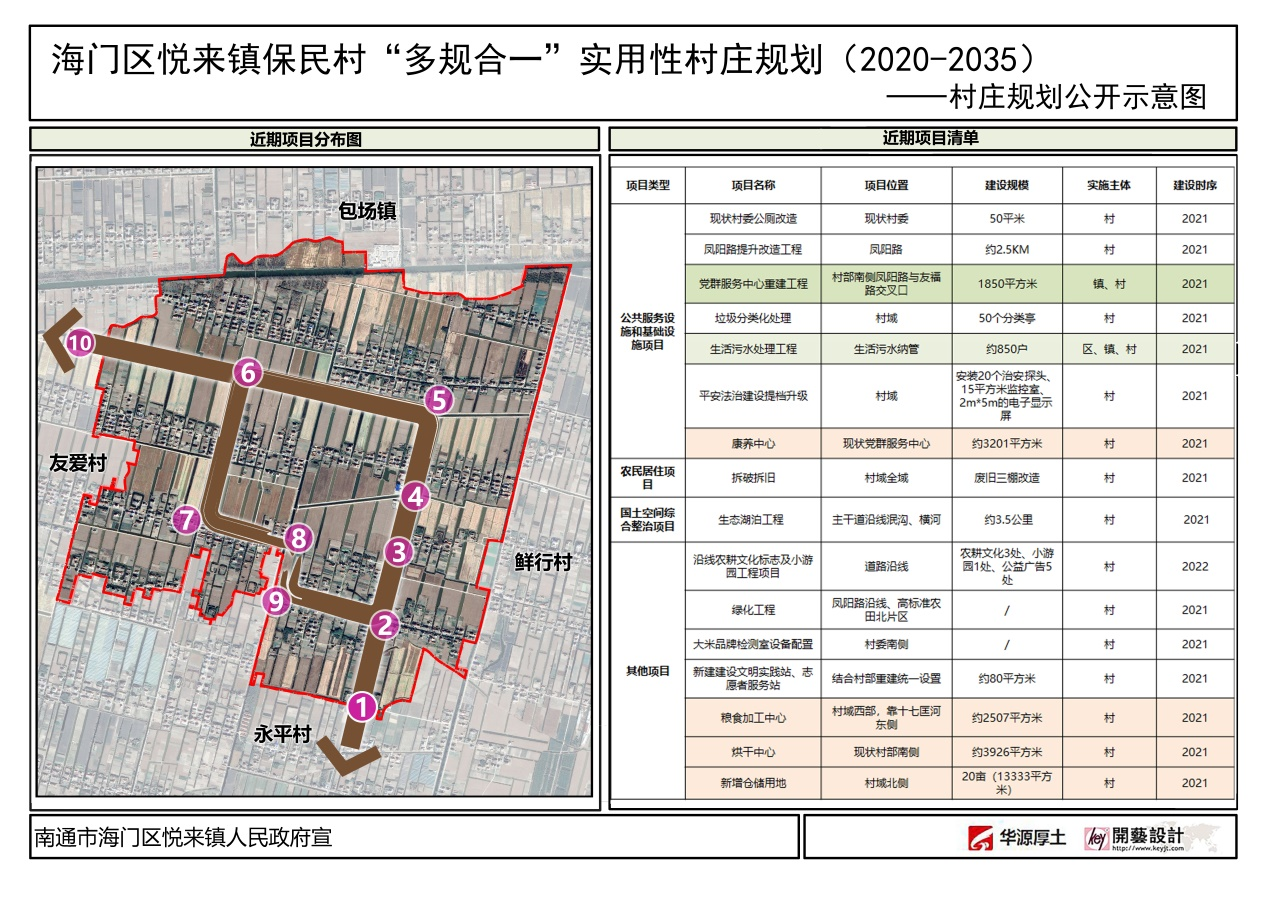 海门区悦来镇保民村“多规合一”实用性村庄规划（2020-2035）
——村庄规划公开示意图
近期项目分布图
包场镇
10
6
5
友爱村
4
7
8
3
鲜行村
9
2
1
永平村
近期项目清单
项目类型 项目名称 项目位置 建设规模 实施主体 建设时序
公共服务设
施和基础设
施项目
现状村委公厕改造 现状村委 50平米 村 2021
凤阳路提升改造工程 凤阳路 约2.5KM 村 2021
党群服务中心重建工程 村部南侧凤阳路与友福
路交叉口 1850平方米 镇、村 2021
垃圾分类化处理 村域 50个分类亭 村 2021
生活污水处理工程 生活污水纳管 约850户 区、镇、村 2021
平安法治建设提档升级 村域 安装20个治安探头、
15平方米监控室、
2m*5m的电子显示
屏 村 2021
康养中心 现状党群服务中心 约3201平方米 村 2021
农民居住项
目
拆破拆旧 村域全域 废旧三棚改造 村 2021
国土空间综
合整治项目
生态湖泊工程 主干道沿线泯沟、横河 约3.5公里 村 2021
其他项目
沿线农耕文化标志及小游
园工程项目 道路沿线 农耕文化3处、小游
园1处、公益广告5
处 村 2022
绿化工程 凤阳路沿线、高标准农
田北片区 / 村 2021
大米品牌检测室设备配置 村委南侧 / 村 2021
新建建设文明实践站、志
愿者服务站 结合村部重建统一设置 约80平方米 村 2021
粮食加工中心 村域西部，靠十七匡河
东侧 约2507平方米 村 2021
烘干中心 现状村部南侧 约3926平方米 村 2021
新增仓储用地 村域北侧 20亩（13333平方
米） 村 2021
南通市海门区悦来镇人民政府宣
华源厚土
key 開藝設計
http://www.keyjt.com